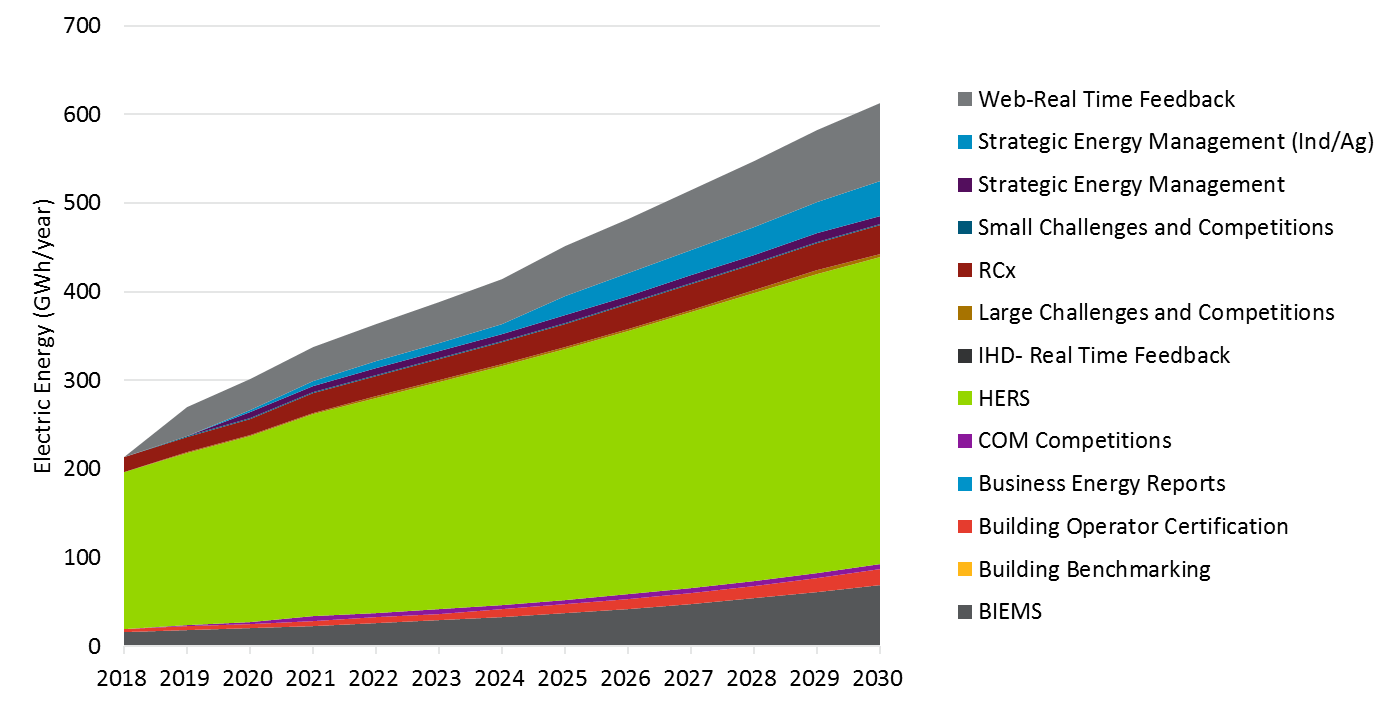 700
600
500
400
300
200
100
0
Electric Energy (GWh/year)
2018 2019 2020 2021 2022 2023 2024 2025 2026 2027 2028 2029 2030
Web-Real Time Feedback
Strategic Energy Management (Ind/Ag)
Strategic Energy Management
Small Challenges and Competitions
RCx
Large Challenges and Competitions
IHD- Real Time Feedback
HERS
COM Competitions
Business Energy Reports
Building Operator Certification
Building Benchmarking
BIEMS